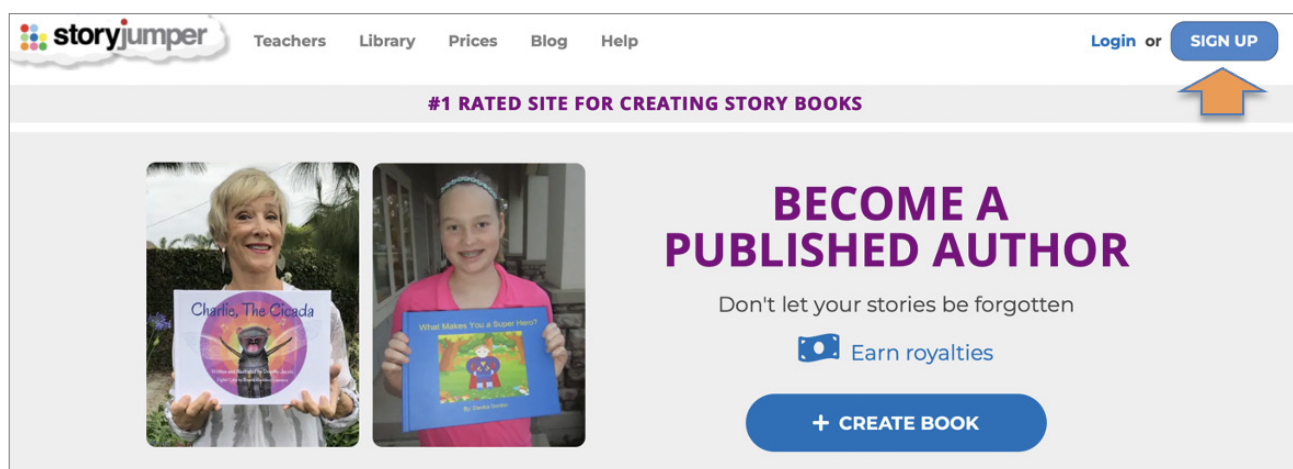 storyjumper
Teachers Library Prices Blog Help
Login or SIGN UP
#1 RATED SITE FOR CREATING STORY BOOKS
Charlie, The Cicada
What Makes You a Super Hero?
BECOME A
PUBLISHED AUTHOR
Don't let your stories be forgotten
Earn royalties
+ CREATE BOOK